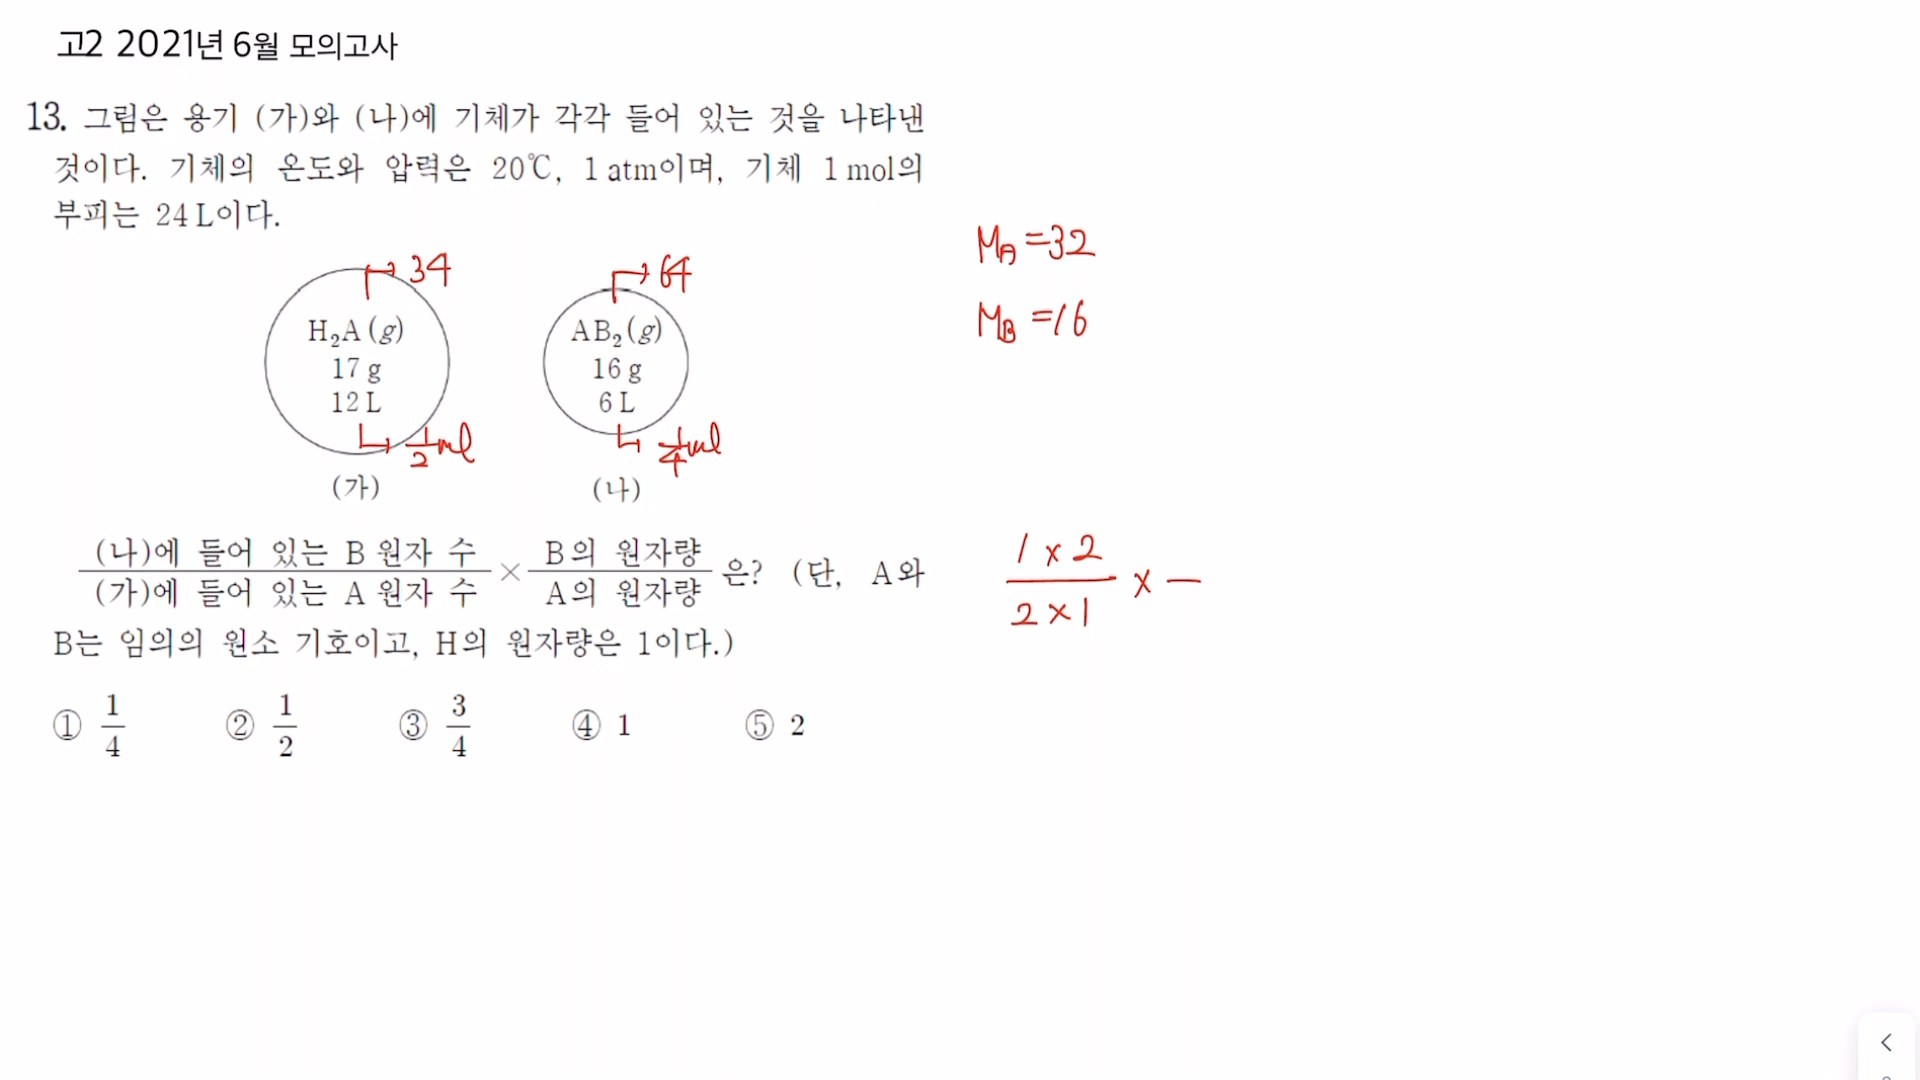 고2 2021년 6월 모의고사
13. 그림은 용기 (가)와 (나)에 기체가 각각 들어 있는 것을 나타낸
것이다. 기체의 온도와 압력은 20℃, 1 atm이며, 기체 1 mol의
부피는 24 L이다.
34
64
H₂A(g)
17 g
12 L
1/2 mol
(가)
AB₂(g)
16 g
6 L
1/4 mol
(나)
M_A = 32
M_B = 16
(나)에 들어 있는 B 원자 수 / (가)에 들어 있는 A 원자 수 × B의 원자량 / A의 원자량 은? (단, A와
B는 임의의 원소 기호이고, H의 원자량은 1이다.)
1 × 2 / 2 × 1 × —
① 1/4 ② 1/2 ③ 3/4 ④ 1 ⑤ 2